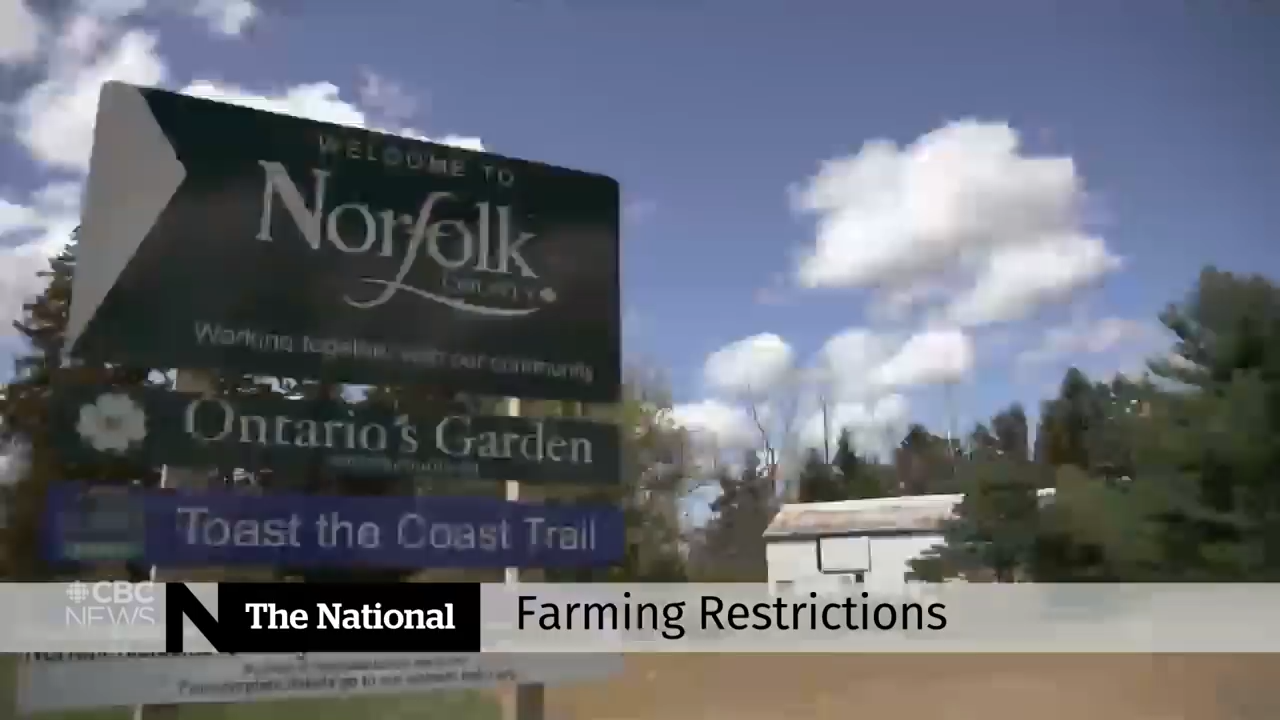 WELCOME TO
Norfolk
COUNTY
Working together with our community
Ontario's Garden
Toast the Coast Trail
CBC
NEWS
The National
Farming Restrictions